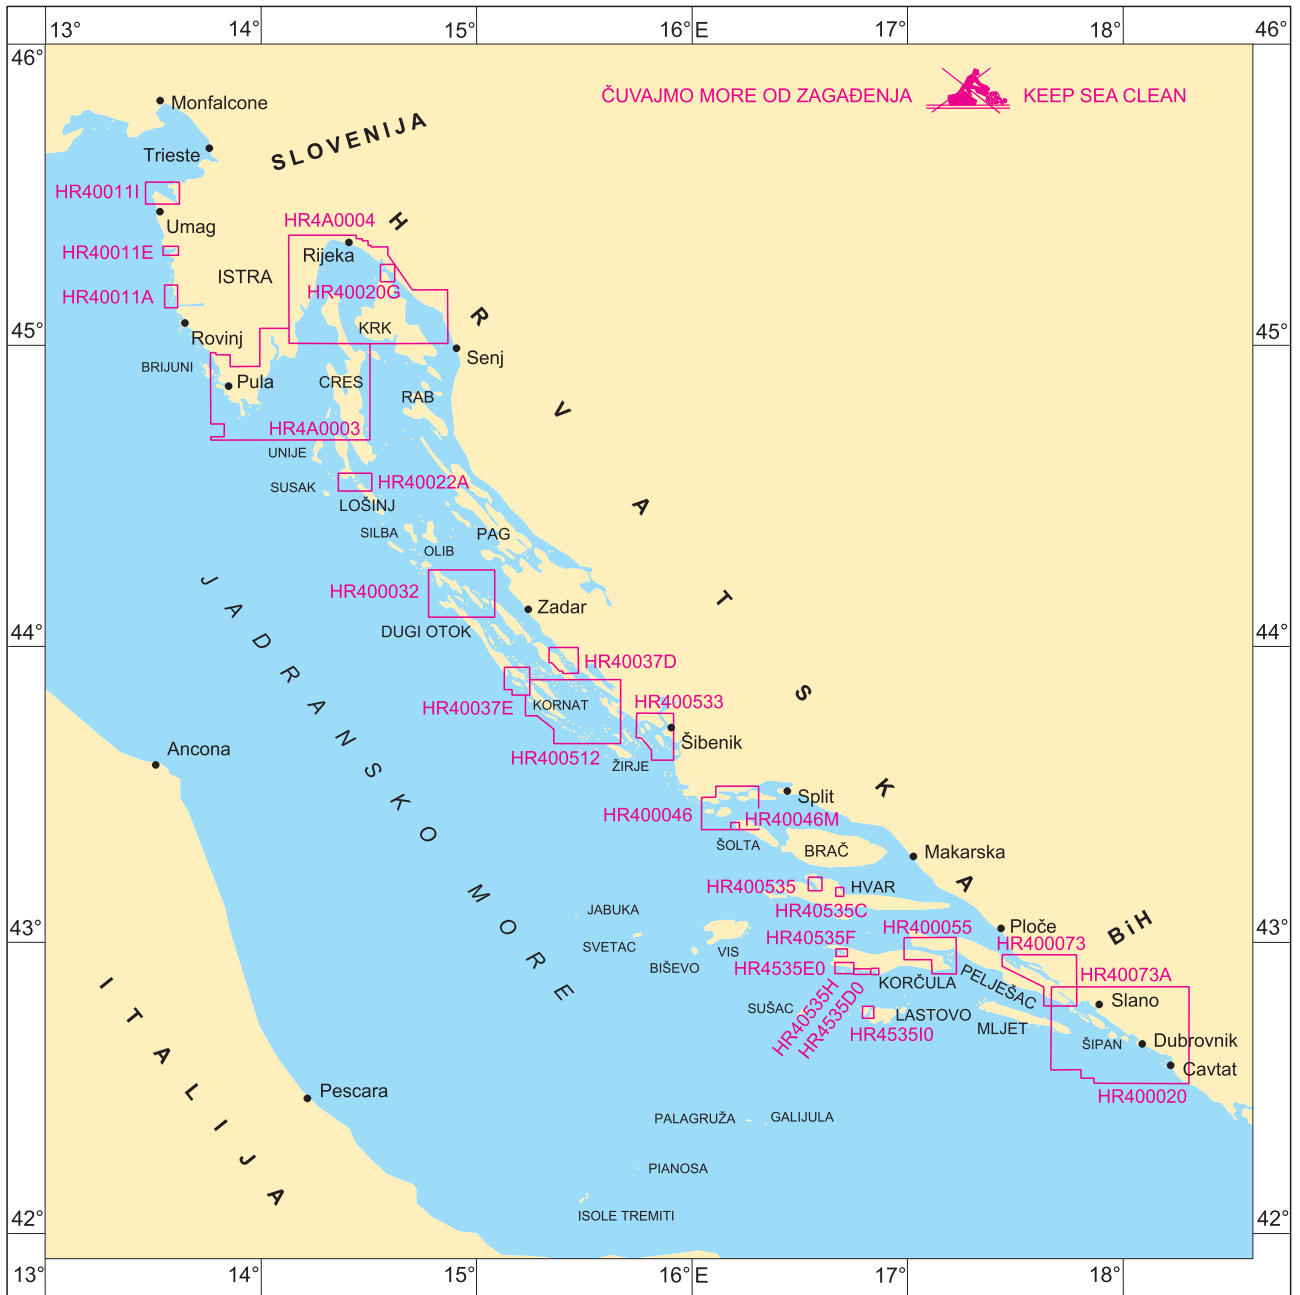 13°
14°
15°
16°E
17°
18°
46°
46°
ČUVAJMO MORE OD ZAGAĐENJA
KEEP SEA CLEAN
Monfalcone
SLOVENIJA
Trieste
HR40011I
Umag
HR4A0004
HRVATSKA
Rijeka
HR40011E
ISTRA
HR40011A
HR40020G
KRK
Rovinj
45°
45°
Senj
BRIJUNI
Pula
CRES
RAB
HR4A0003
UNIJE
SUSAK
HR40022A
LOŠINJ
SILBA
PAG
OLIB
JADRANSKO MORE
HR400032
Zadar
DUGI OTOK
44°
44°
HR40037D
HR40037E
KORNAT
HR400533
Šibenik
Ancona
HR400512
ŽIRJE
Split
HR400046
HR40046M
ŠOLTA
BRAČ
Makarska
HR400535
HVAR
JABUKA
HR40535C
BiH
Ploče
HR400055
43°
43°
SVETAC
VIS
HR40535F
HR400073
BIŠEVO
HR4535E0
KORČULA
PELJEŠAC
HR40073A
ITALIJA
SUŠAC
HR40535H
HR4535D0
LASTOVO
Slano
HR4535I0
MLJET
ŠIPAN
Dubrovnik
Cavtat
Pescara
HR400020
PALAGRUŽA
GALIJULA
PIANOSA
ISOLE TREMITI
42°
42°
13°
14°
15°
16°E
17°
18°